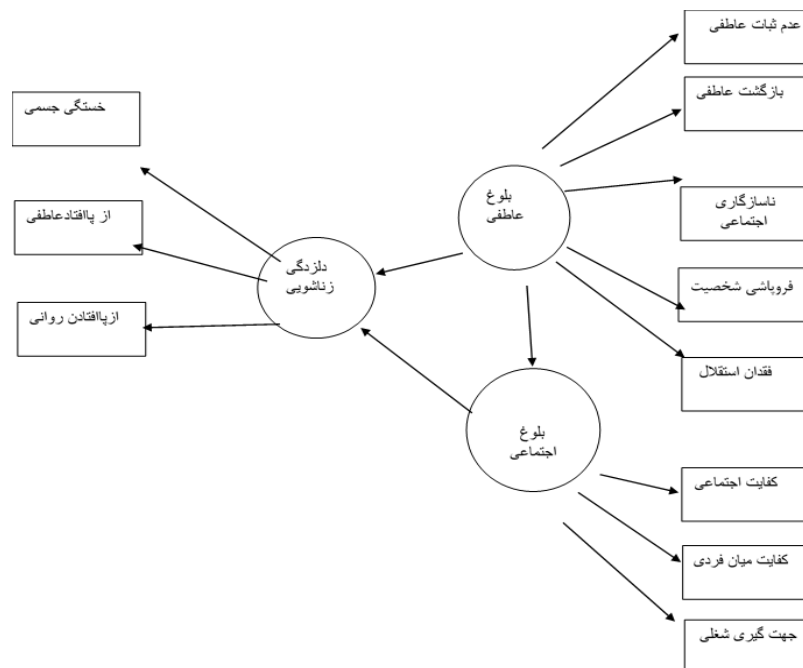 عدم ثبات عاطفی
بازگشت عاطفی
ناسازگاری
اجتماعی
فروپاشی شخصیت
فقدان استقلال
بلوغ
عاطفی
خستگی جسمی
از پاافتادعاطفی
ازپاافتادن روانی
دلزدگی
زناشویی
بلوغ
اجتماعی
کفایت اجتماعی
کفایت میان فردی
جهت گیری شغلی